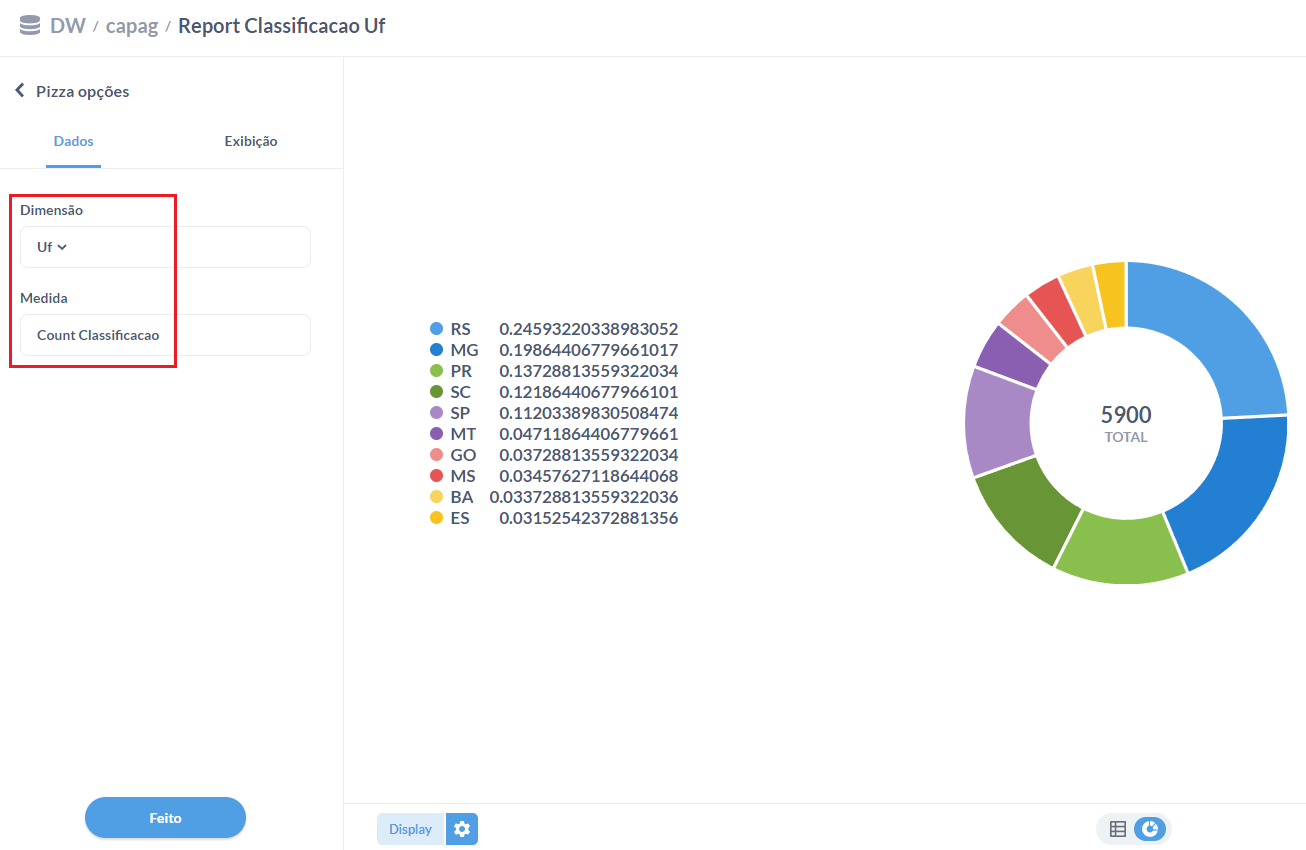 DW / capag / Report Classificacao Uf
Pizza opções
Dados Exibição
Dimensão
Uf
Medida
Count Classificacao
RS 0.24593220338983052
MG 0.19864406779661017
PR 0.13728813559322034
SC 0.12186440677966101
SP 0.11203389830508474
MT 0.04711864406779661
GO 0.03728813559322034
MS 0.03457627118644068
BA 0.033728813559322036
ES 0.03152542372881356
5900
TOTAL
Feito
Display